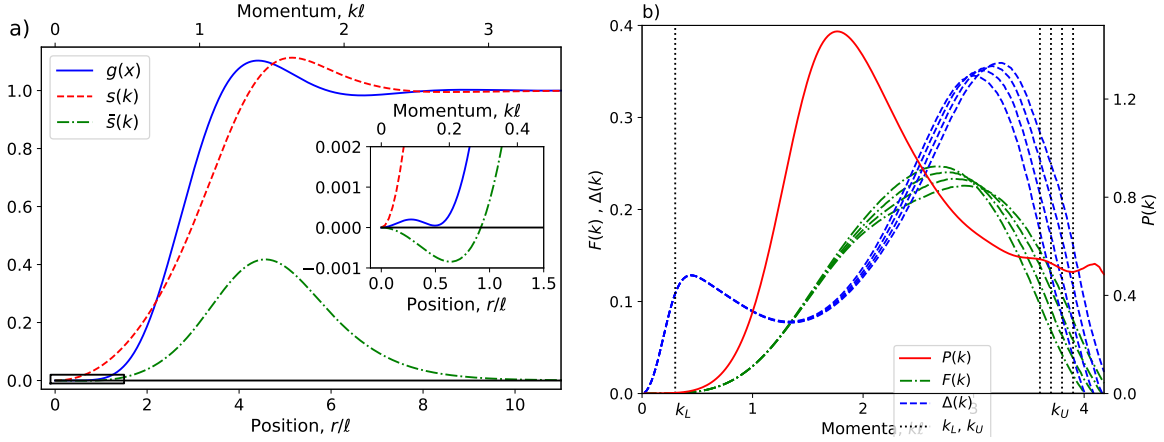 a)
Momentum, kℓ
0 1 2 3
g(x)
s(k)
s̄(k)
1.0
0.8
0.6
0.4
0.2
0.0
Momentum, kℓ
0.0 0.2 0.4
0.002
0.001
0.000
−0.001
0.0 0.5 1.0 1.5
Position, r/ℓ
0 2 4 6 8 10
Position, r/ℓ
b)
0.4
0.3
0.2
0.1
0.0
F(k) , Δ(k)
1.2
0.8
0.4
0.0
P(k)
P(k)
F(k)
Δ(k)
k_L, k_U
0 1 2 3 4
k_L k_U
Momenta, kℓ